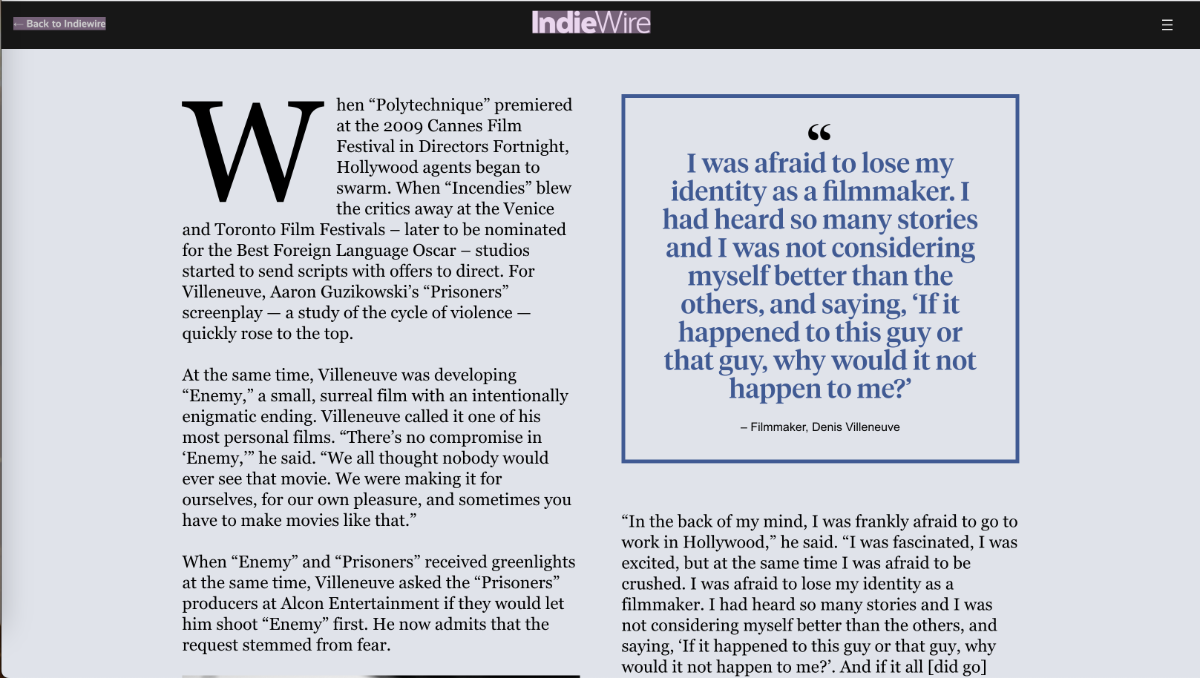 ← Back to Indiewire
IndieWire
When “Polytechnique” premiered
at the 2009 Cannes Film
Festival in Directors Fortnight,
Hollywood agents began to
swarm. When “Incendies” blew
the critics away at the Venice
and Toronto Film Festivals – later to be nominated
for the Best Foreign Language Oscar – studios
started to send scripts with offers to direct. For
Villeneuve, Aaron Guzikowski’s “Prisoners”
screenplay — a study of the cycle of violence —
quickly rose to the top.
At the same time, Villeneuve was developing
“Enemy,” a small, surreal film with an intentionally
enigmatic ending. Villeneuve called it one of his
most personal films. “There’s no compromise in
‘Enemy,’” he said. “We all thought nobody would
ever see that movie. We were making it for
ourselves, for our own pleasure, and sometimes you
have to make movies like that.”
When “Enemy” and “Prisoners” received greenlights
at the same time, Villeneuve asked the “Prisoners”
producers at Alcon Entertainment if they would let
him shoot “Enemy” first. He now admits that the
request stemmed from fear.
“
I was afraid to lose my
identity as a filmmaker. I
had heard so many stories
and I was not considering
myself better than the
others, and saying, ‘If it
happened to this guy or
that guy, why would it not
happen to me?’
– Filmmaker, Denis Villeneuve
“In the back of my mind, I was frankly afraid to go to
work in Hollywood,” he said. “I was fascinated, I was
excited, but at the same time I was afraid to be
crushed. I was afraid to lose my identity as a
filmmaker. I had heard so many stories and I was
not considering myself better than the others, and
saying, ‘If it happened to this guy or that guy, why
would it not happen to me?’. And if it all [did go]